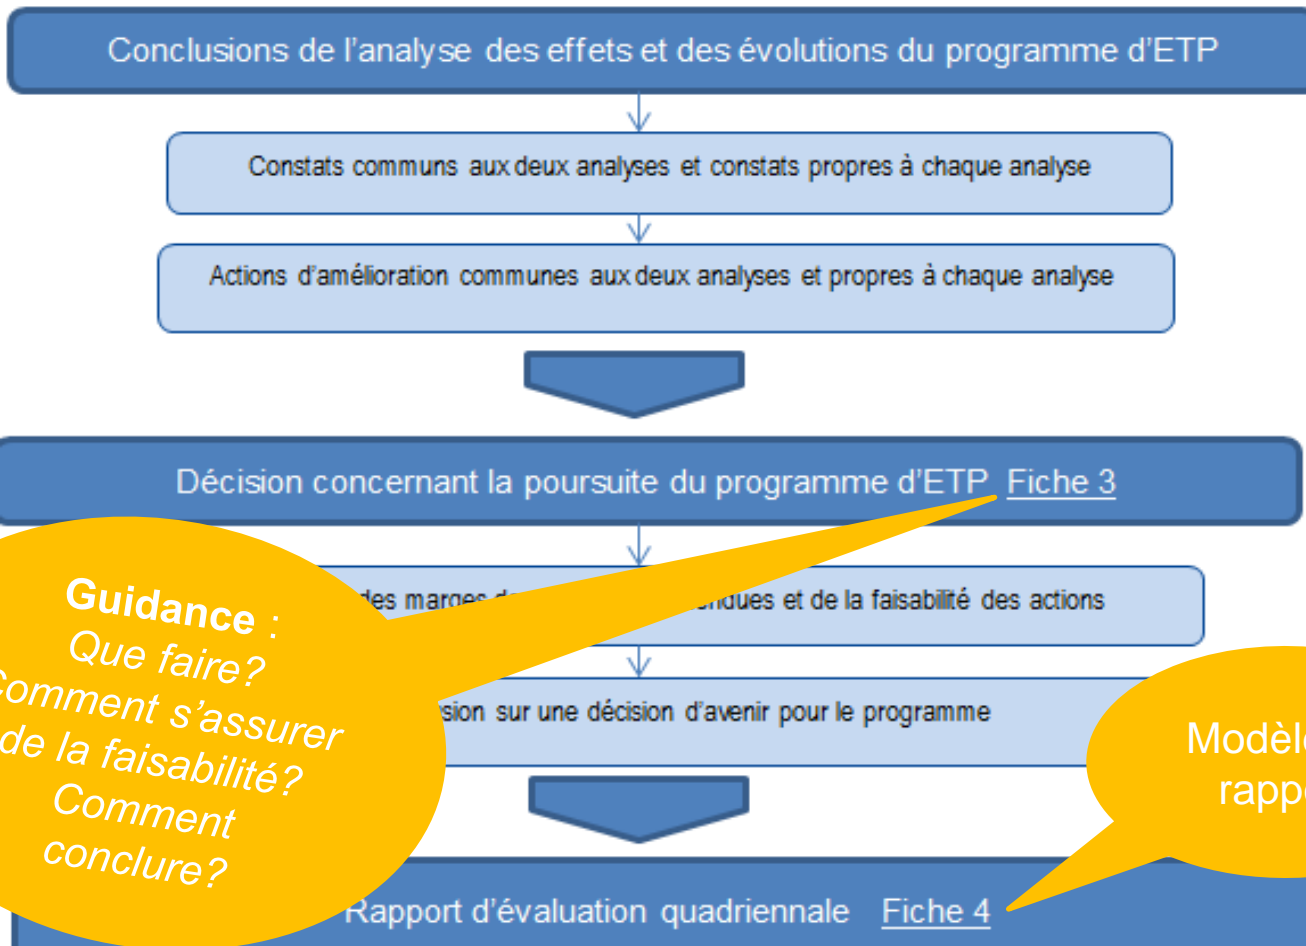 Conclusions de l’analyse des effets et des évolutions du programme d’ETP
Constats communs aux deux analyses et constats propres à chaque analyse
Actions d’amélioration communes aux deux analyses et propres à chaque analyse
Décision concernant la poursuite du programme d’ETP Fiche 3
des marges et de la faisabilité des actions
sur une décision d’avenir pour le programme
Guidance :
Que faire?
Comment s’assurer
de la faisabilité?
Comment
conclure?
Rapport d’évaluation quadriennale Fiche 4